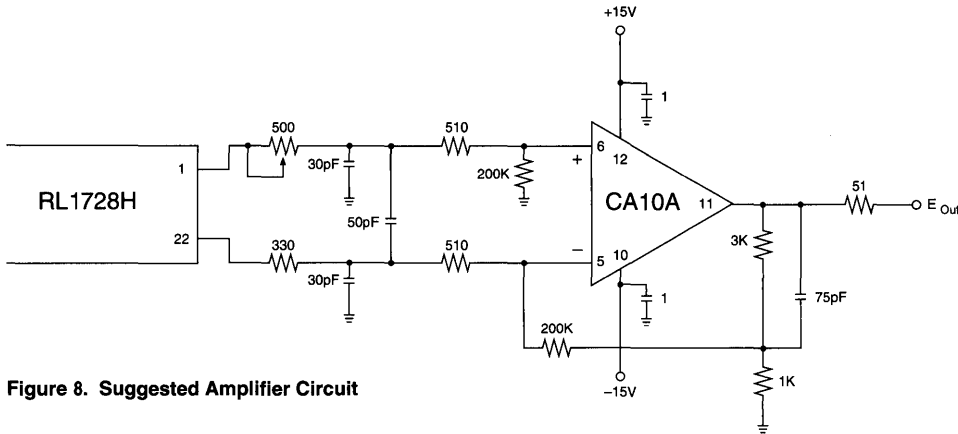 +15V
1
500
510
1
30pF
200K
6
+
12
RL1728H
50pF
CA10A
11
51
E Out
22
330
510
−
5
10
3K
30pF
1
75pF
200K
−15V
1K
Figure 8. Suggested Amplifier Circuit